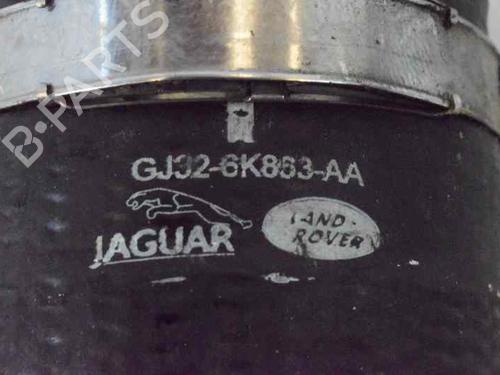 B-PARTS
GJ32-6K863-AA
JAGUAR
LAND-
ROVER